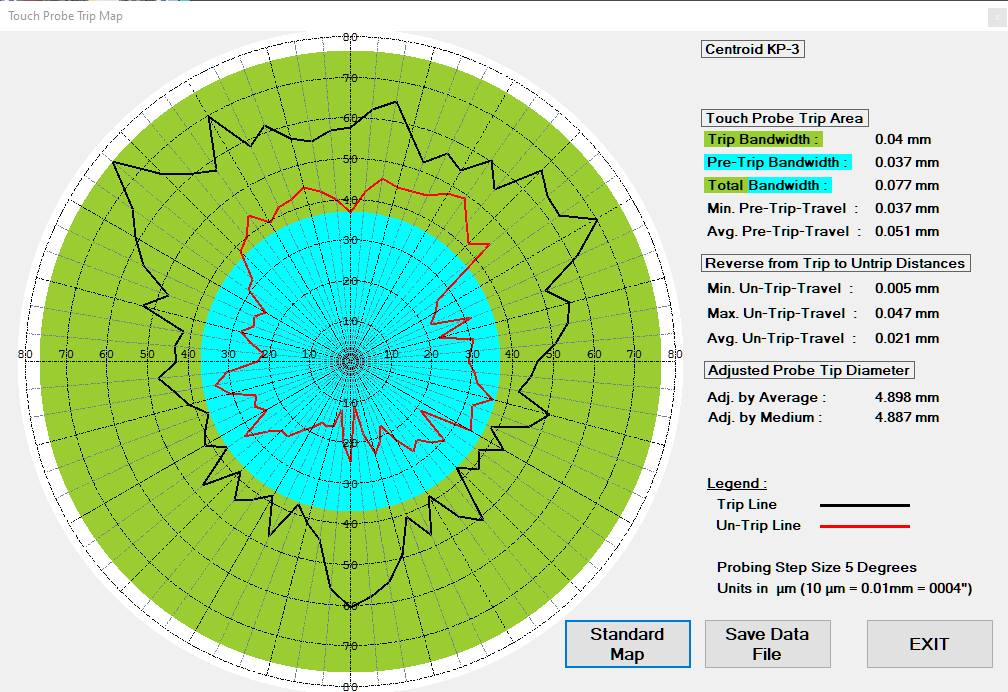 Touch Probe Trip Map
x
80
70
60
50
40
30
20
10
80 70 60 50 40 30 20 10 10 20 30 40 50 60 70 80
10
20
30
40
50
60
70
80
Centroid KP-3
Touch Probe Trip Area
Trip Bandwidth : 0.04 mm
Pre-Trip Bandwidth : 0.037 mm
Total Bandwidth : 0.077 mm
Min. Pre-Trip-Travel : 0.037 mm
Avg. Pre-Trip-Travel : 0.051 mm
Reverse from Trip to Untrip Distances
Min. Un-Trip-Travel : 0.005 mm
Max. Un-Trip-Travel : 0.047 mm
Avg. Un-Trip-Travel : 0.021 mm
Adjusted Probe Tip Diameter
Adj. by Average : 4.898 mm
Adj. by Medium : 4.887 mm
Legend :
Trip Line
Un-Trip Line
Probing Step Size 5 Degrees
Units in µm (10 µm = 0.01mm = 0004")
Standard
Map
Save Data
File
EXIT